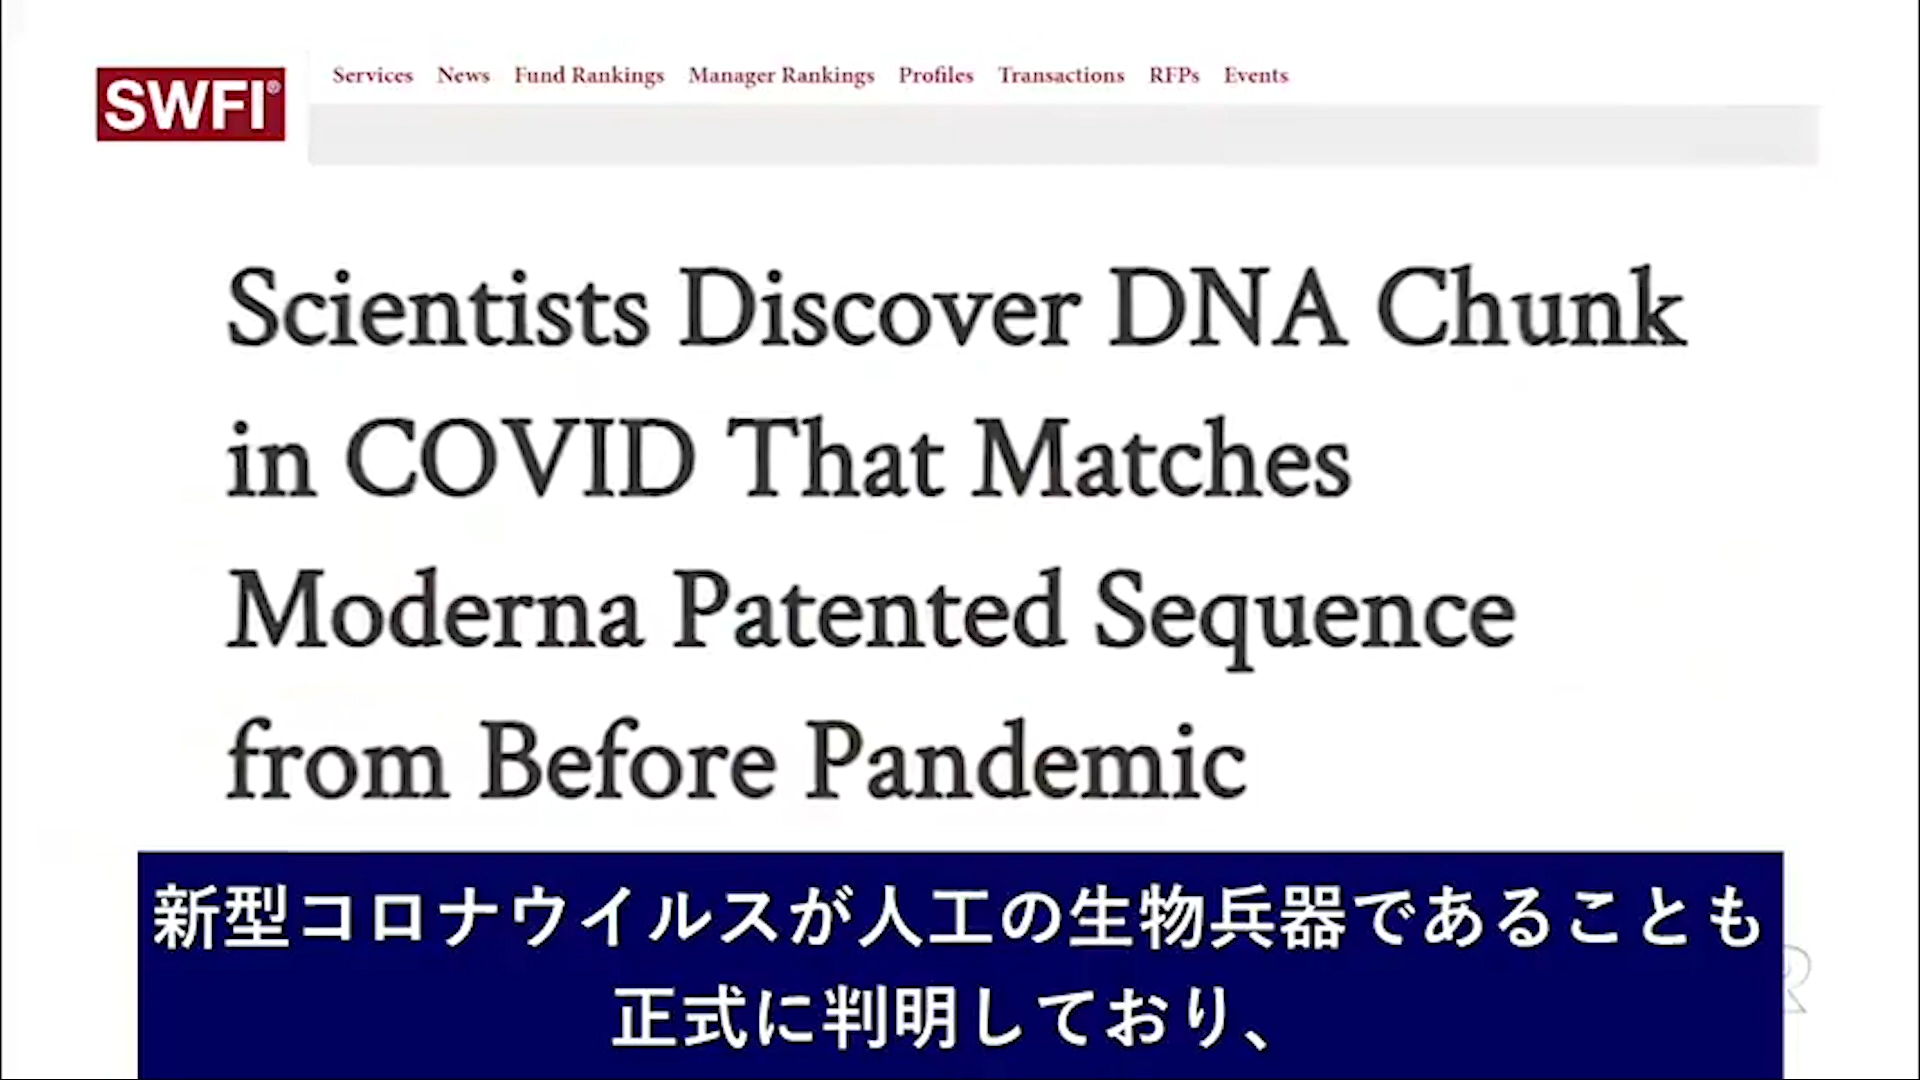 SWFI®
Services News Fund Rankings Manager Rankings Profiles Transactions RFPs Events
Scientists Discover DNA Chunk
in COVID That Matches
Moderna Patented Sequence
from Before Pandemic
新型コロナウイルスが人工の生物兵器であることも
正式に判明しており、